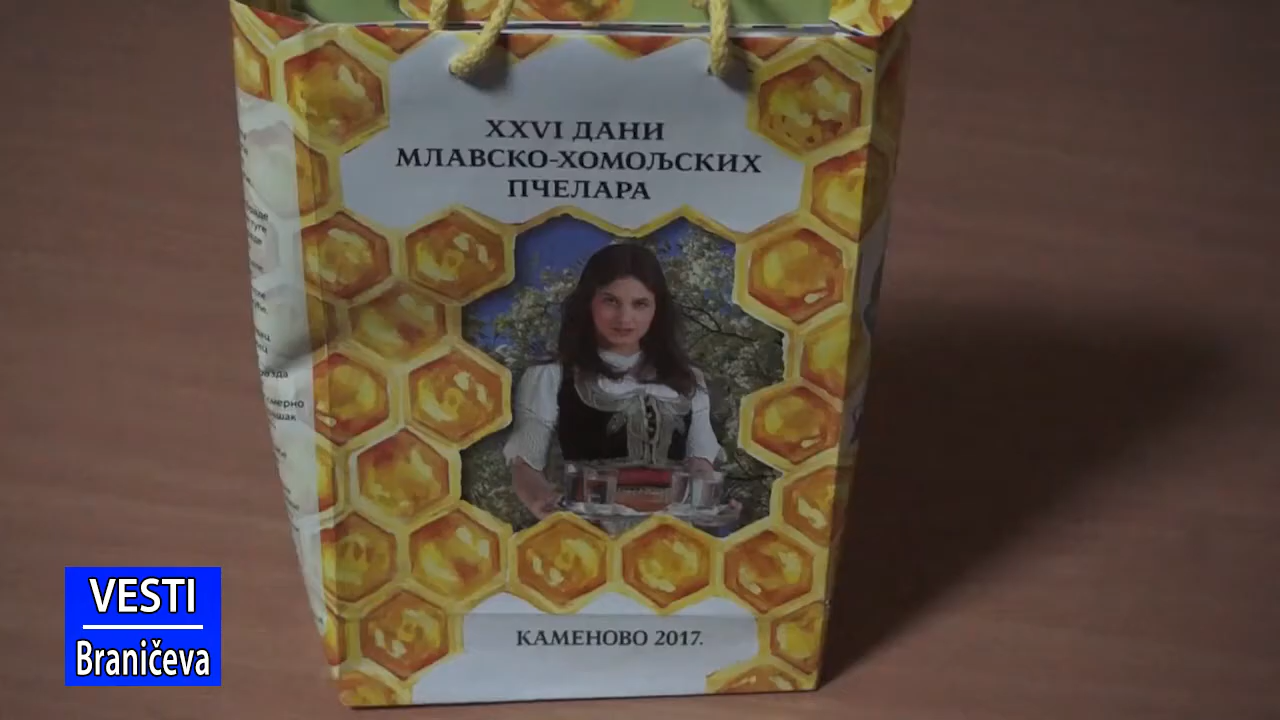 XXVI ДАНИ
МЛАВСКО-ХОМОЉСКИХ
ПЧЕЛАРА
КАМЕНОВО 2017.
VESTI
Braničeva